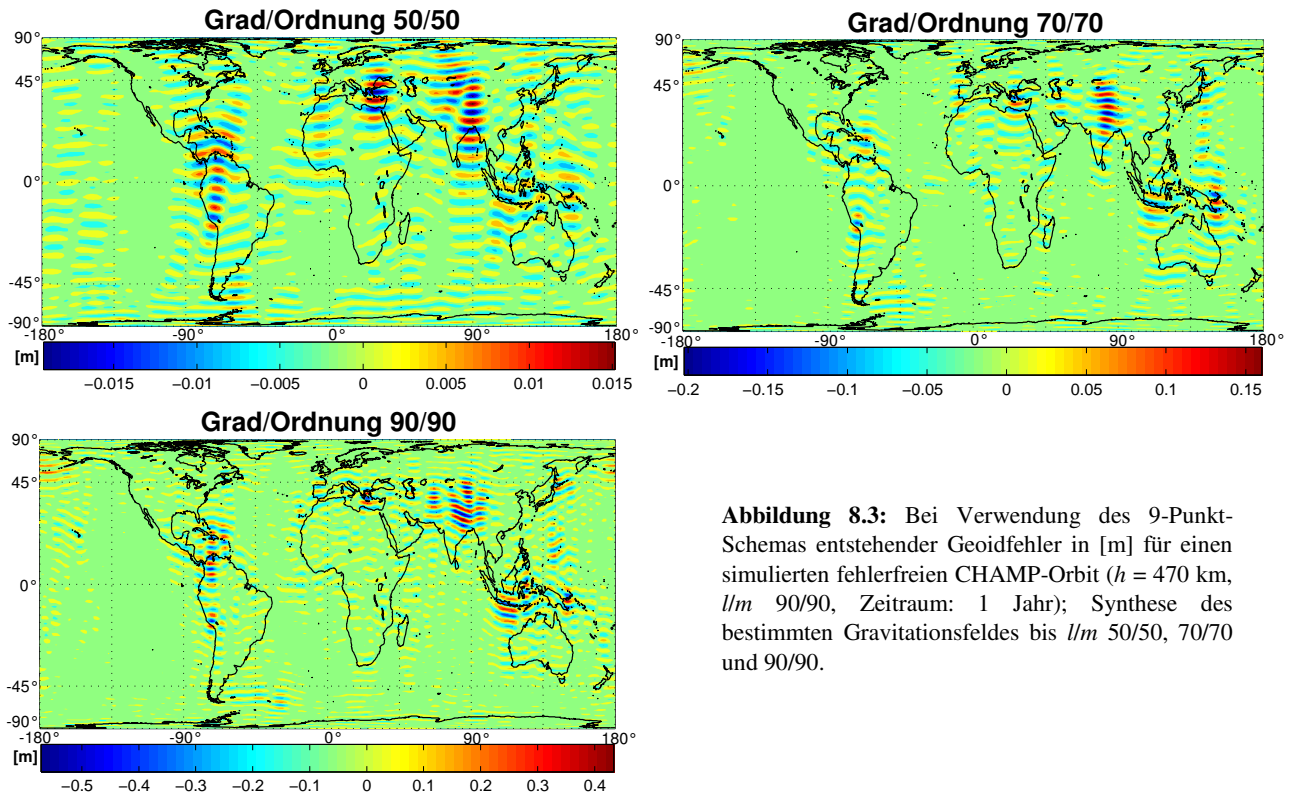 Grad/Ordnung 50/50
90°
45°
0°
-45°
-90°
-180° -90° 0° 90° 180°
[m]
−0.015 −0.01 −0.005 0 0.005 0.01 0.015
Grad/Ordnung 70/70
90°
45°
0°
-45°
-90°
-180° -90° 0° 90° 180°
[m]
−0.2 −0.15 −0.1 −0.05 0 0.05 0.1 0.15
Grad/Ordnung 90/90
90°
45°
0°
-45°
-90°
-180° -90° 0° 90° 180°
[m]
−0.5 −0.4 −0.3 −0.2 −0.1 0 0.1 0.2 0.3 0.4
Abbildung 8.3: Bei Verwendung des 9-Punkt-
Schemas entstehender Geoidfehler in [m] für einen
simulierten fehlerfreien CHAMP-Orbit (h = 470 km,
l/m 90/90, Zeitraum: 1 Jahr); Synthese des
bestimmten Gravitationsfeldes bis l/m 50/50, 70/70
und 90/90.